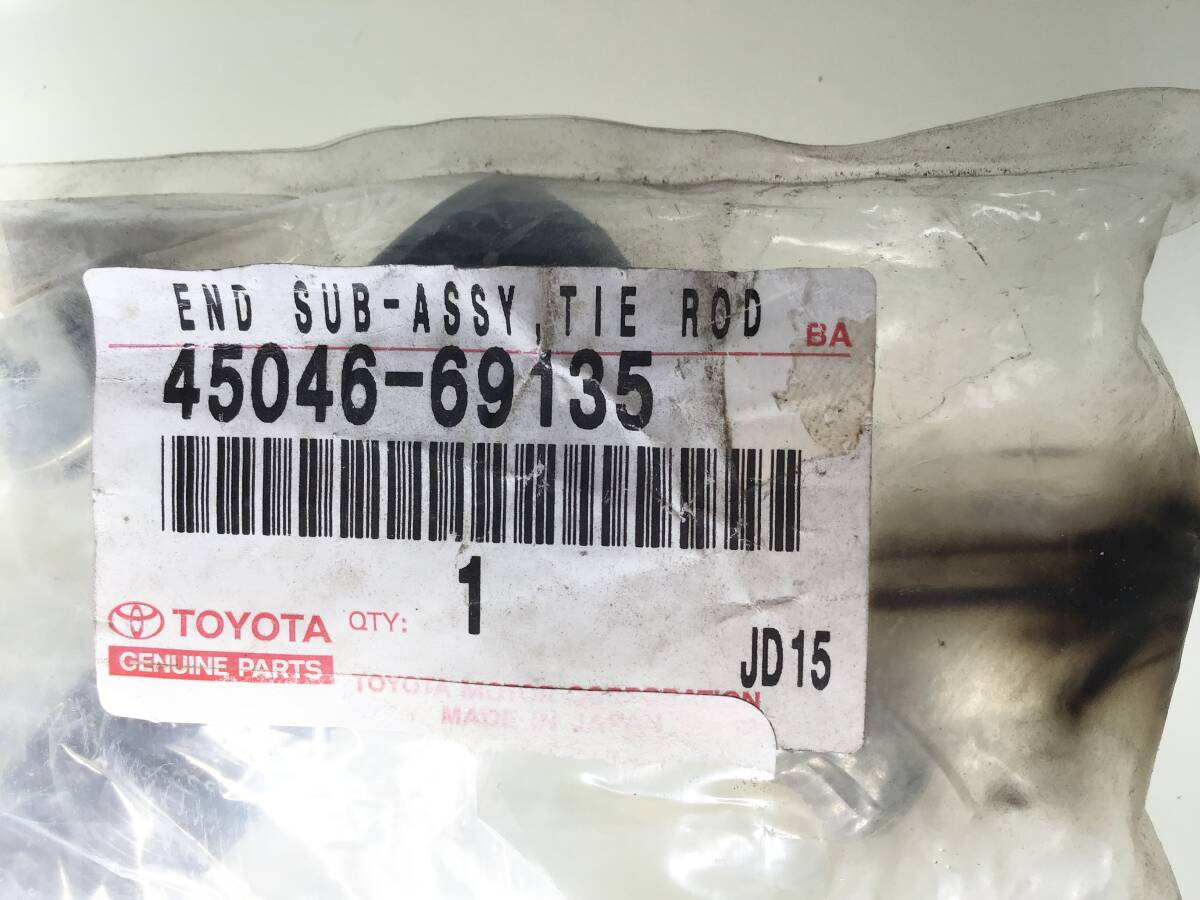 END SUB-ASSY, TIE ROD
BA
45046-69135
1
TOYOTA QTY:
GENUINE PARTS
JD15
TOYOTA MOTOR CORPORATION
MADE IN JAPAN